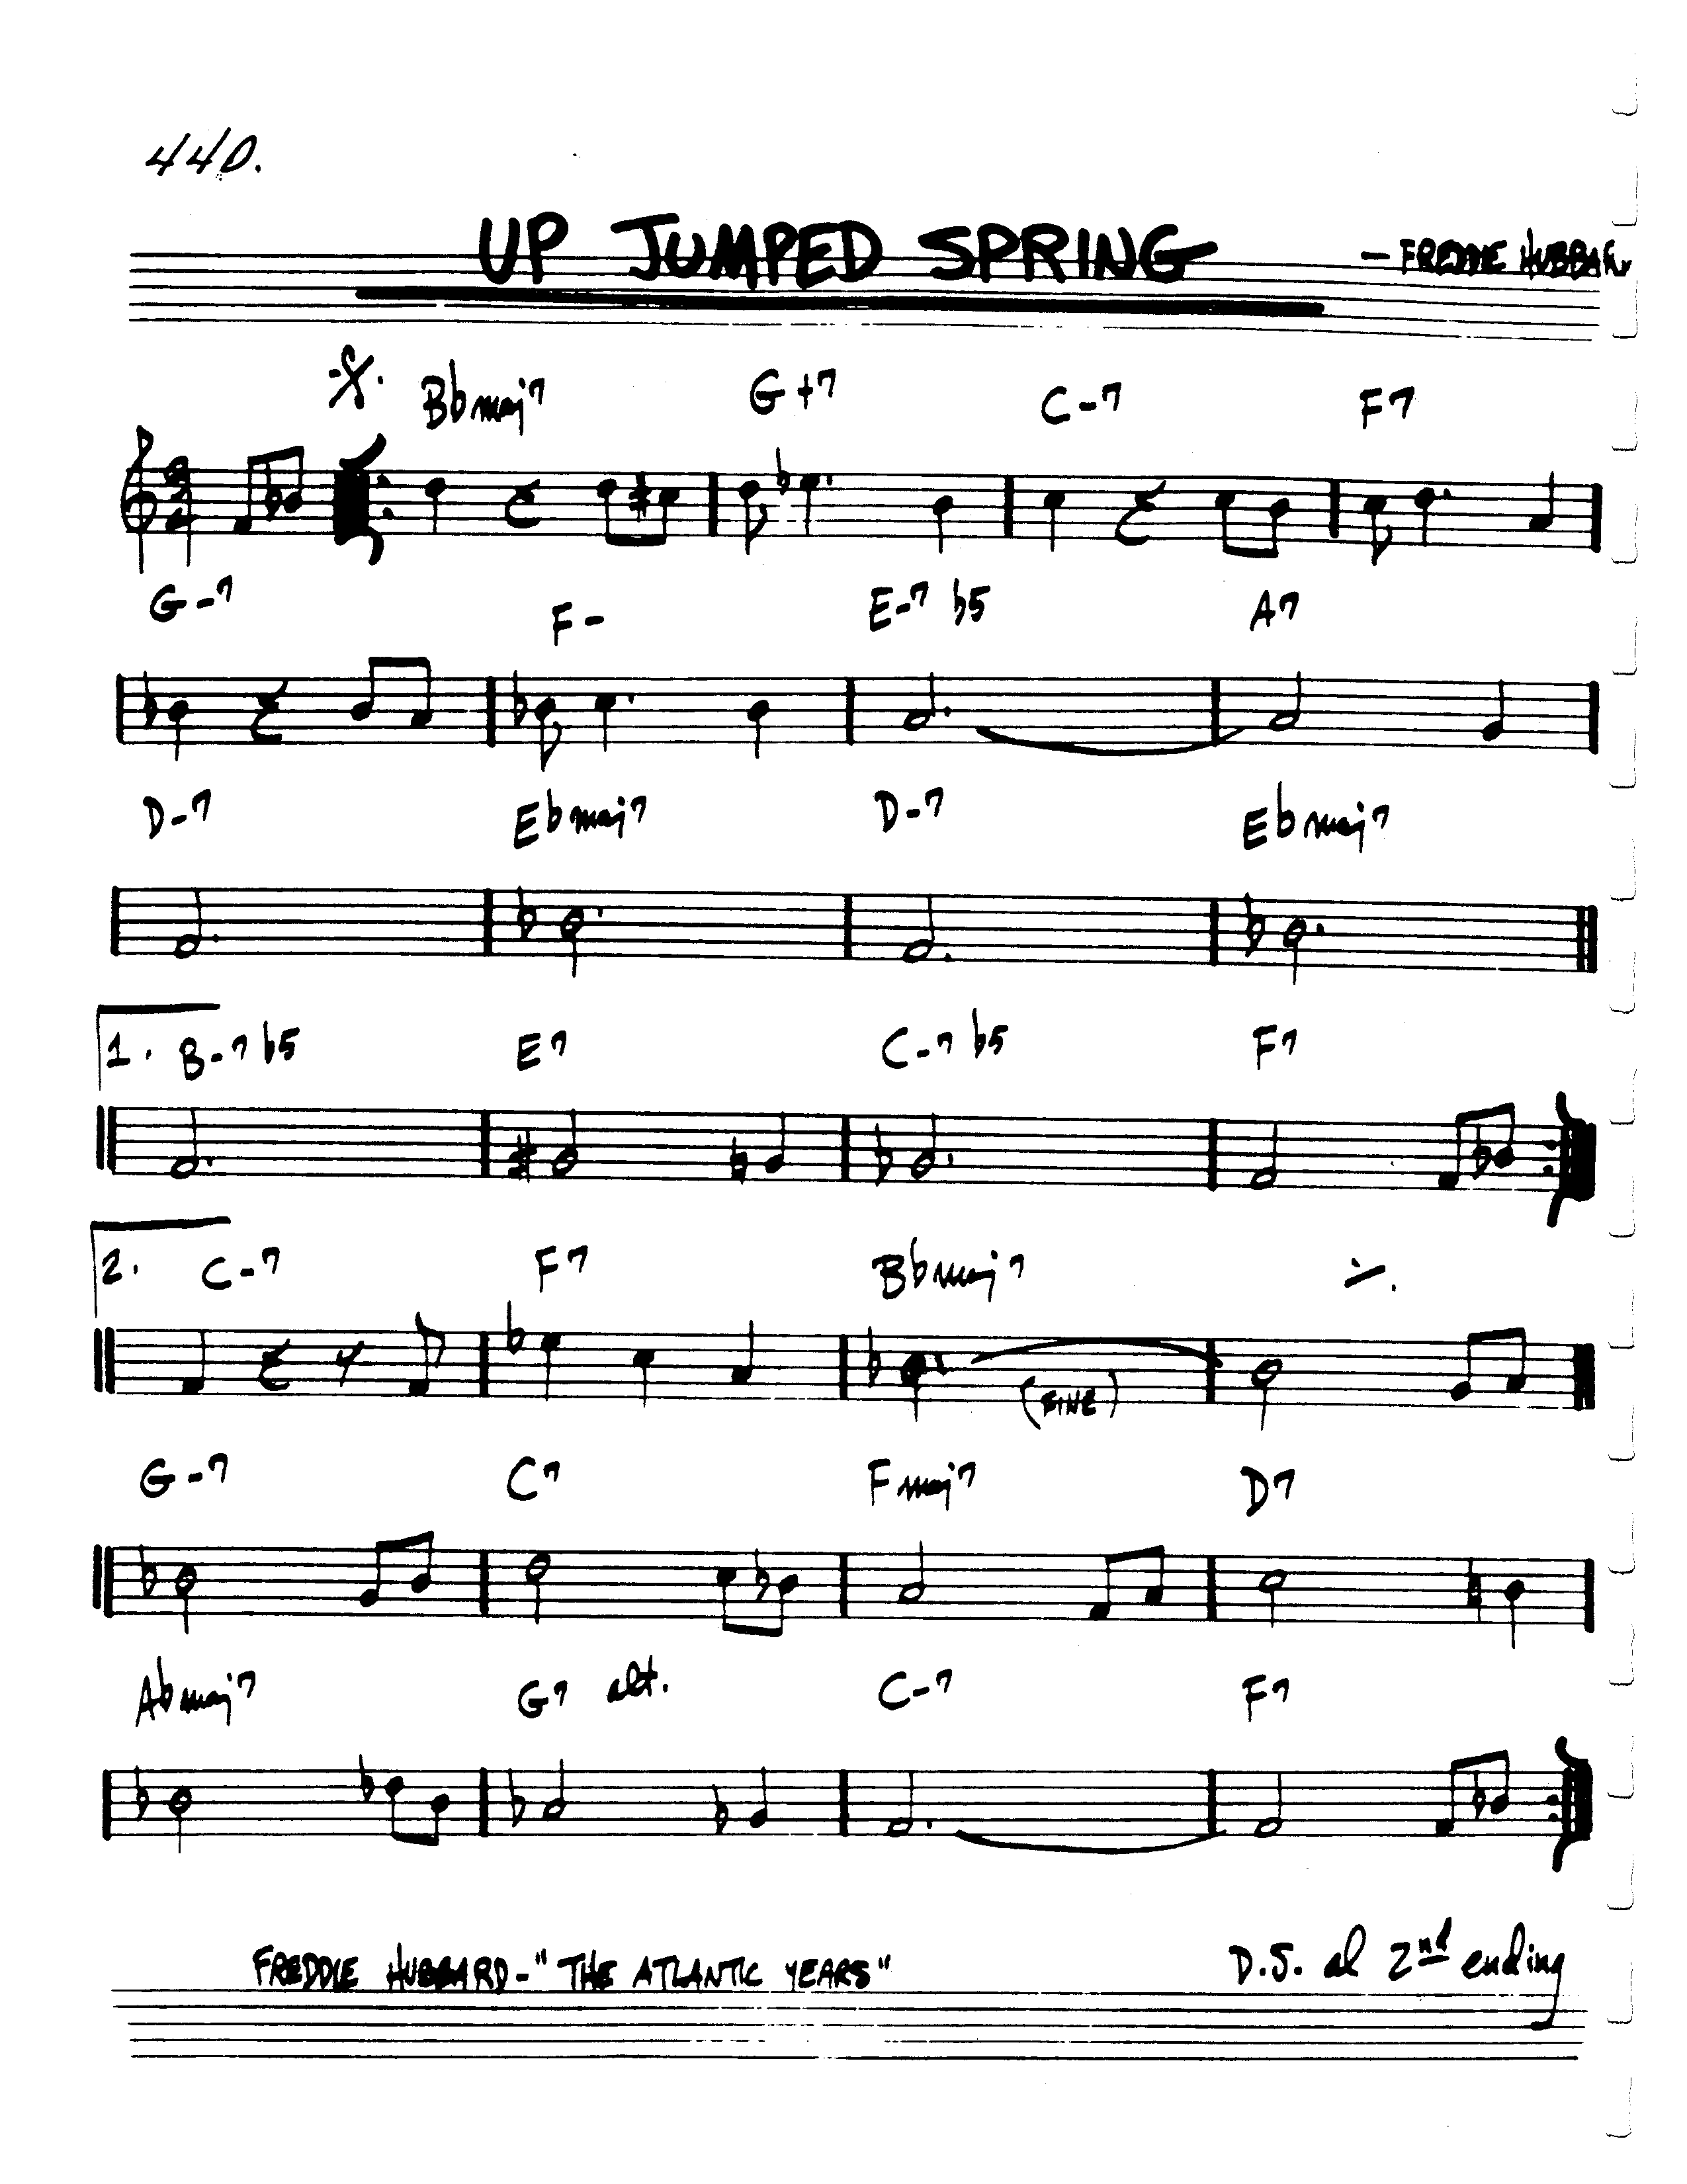 440.
UP JUMPED SPRING
— FREDDIE HUBBAR
Bbmaj7 G+7 C-7 F7
G-7 F- E-7 b5 A7
D-7 Ebmaj7 D-7 Ebmaj7
1. B-7 b5 E7 C-7 b5 F7
2. C-7 F7 Bbmaj7
(FINE)
G-7 C7 Fmaj7 D7
Abmaj7 G7 alt. C-7 F7
FREDDIE HUBBARD-"THE ATLANTIC YEARS" D.S. al 2nd ending